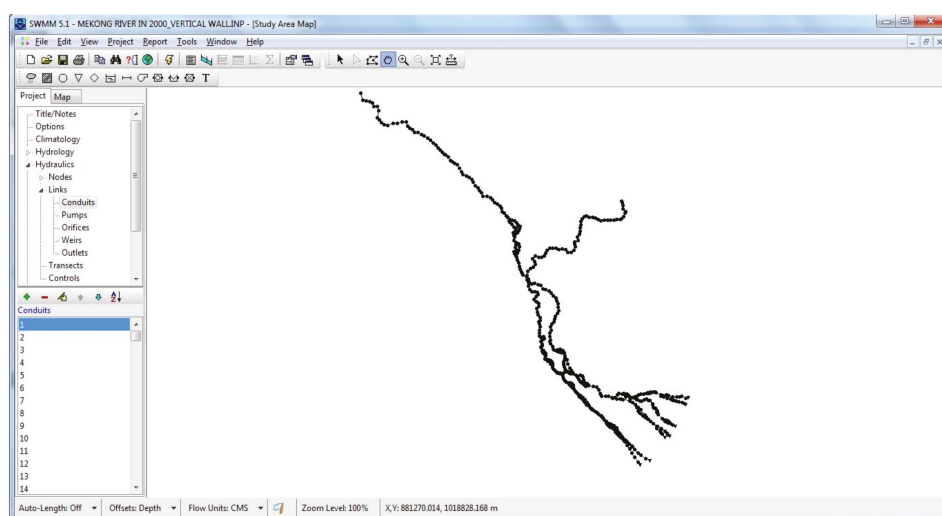 SWMM 5.1 - MEKONG RIVER IN 2000_VERTICAL WALL.INP - [Study Area Map]
File Edit View Project Report Tools Window Help
T
Project Map
Title/Notes
Options
Climatology
Hydrology
Hydraulics
Nodes
Links
Conduits
Pumps
Orifices
Weirs
Outlets
Transects
Controls
Conduits
1
2
3
4
5
6
7
8
9
10
11
12
13
14
Auto-Length: Off Offsets: Depth Flow Units: CMS Zoom Level: 100% X,Y: 881270.014, 1018828.168 m